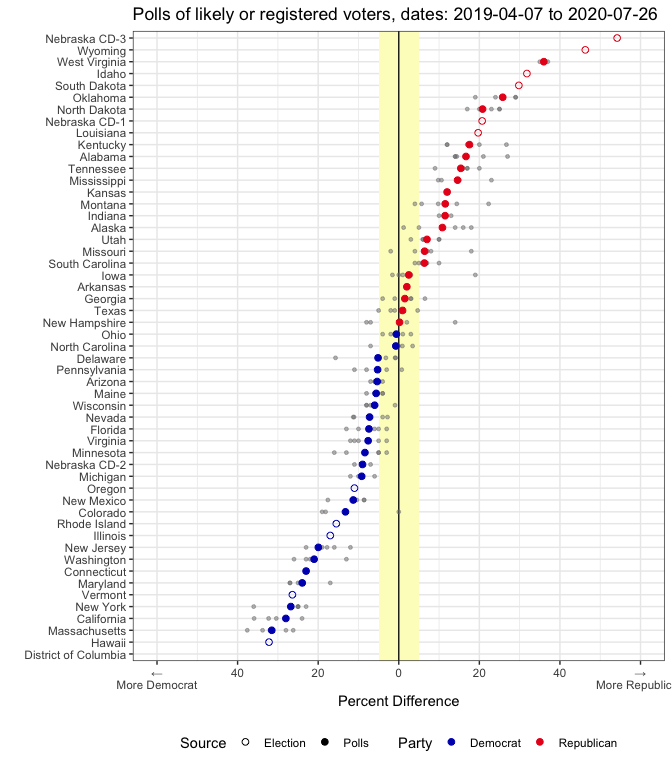 Polls of likely or registered voters, dates: 2019-04-07 to 2020-07-26
Nebraska CD-3
Wyoming
West Virginia
Idaho
South Dakota
Oklahoma
North Dakota
Nebraska CD-1
Louisiana
Kentucky
Alabama
Tennessee
Mississippi
Kansas
Montana
Indiana
Alaska
Utah
Missouri
South Carolina
Iowa
Arkansas
Georgia
Texas
New Hampshire
Ohio
North Carolina
Delaware
Pennsylvania
Arizona
Maine
Wisconsin
Nevada
Florida
Virginia
Minnesota
Nebraska CD-2
Michigan
Oregon
New Mexico
Colorado
Rhode Island
Illinois
New Jersey
Washington
Connecticut
Maryland
Vermont
New York
California
Massachusetts
Hawaii
District of Columbia
← 40 20 0 20 40 →
More Democrat More Republic
Percent Difference
Source Election Polls Party Democrat Republican